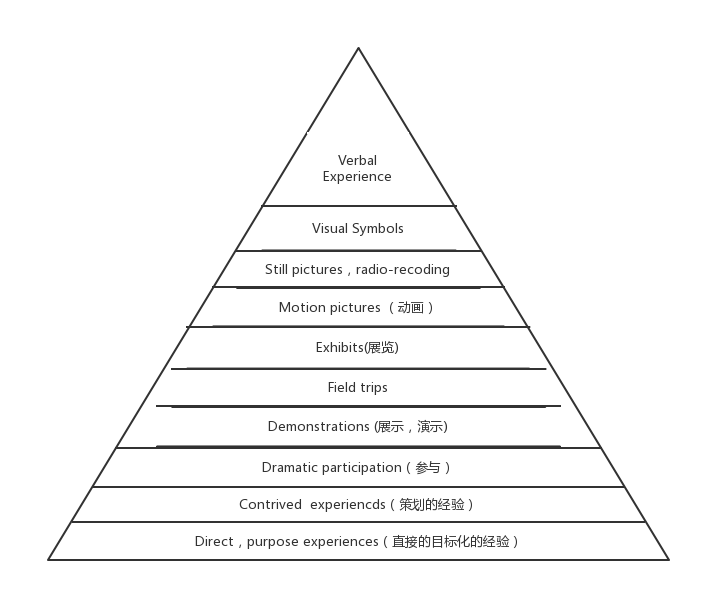 Verbal
Experience
Visual Symbols
Still pictures , radio-recoding
Motion pictures （ 动画 ）
Exhibits(展览)
Field trips
Demonstrations (展示 , 演示)
Dramatic participation ( 参与 )
Contrived experiencds ( 策划的经验 )
Direct , purpose experiences ( 直接的目标化的经验 )